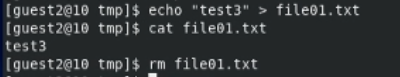 [guest2@10 tmp]$ echo "test3" > file01.txt
[guest2@10 tmp]$ cat file01.txt
test3
[guest2@10 tmp]$ rm file01.txt